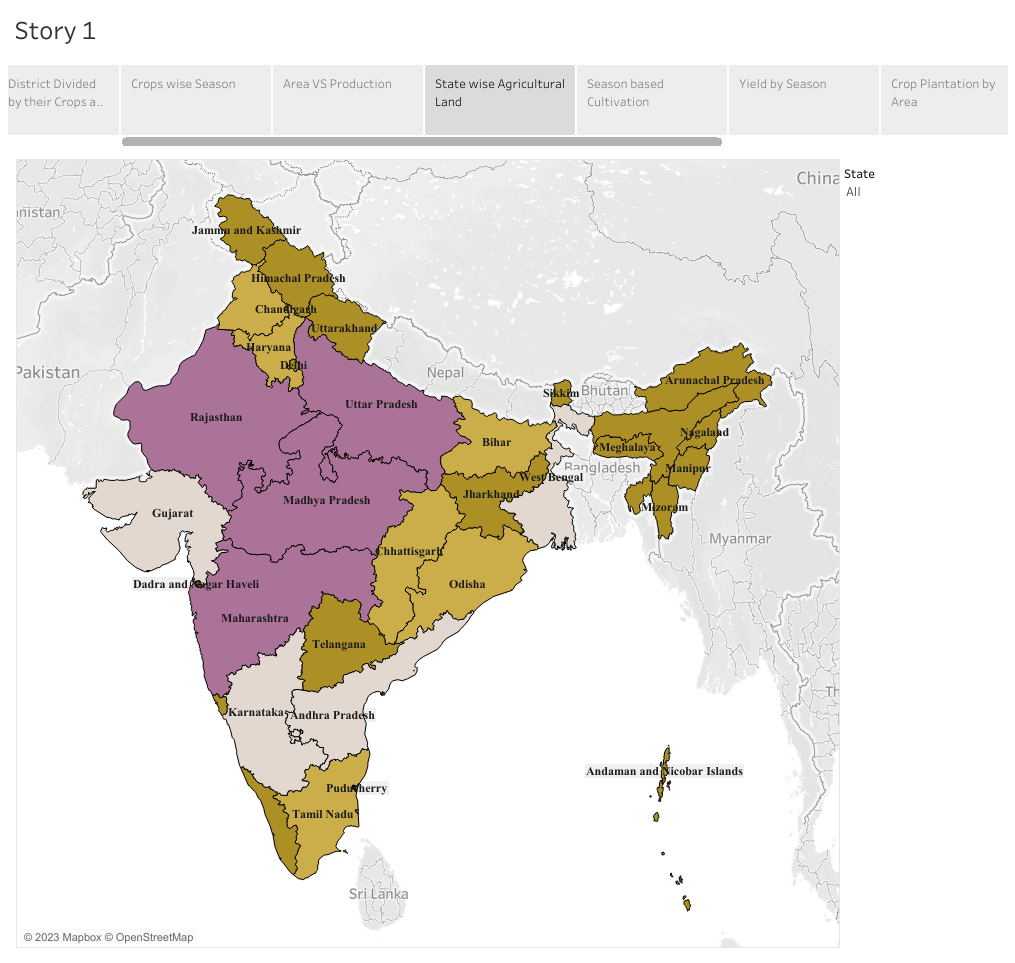 Story 1
District Divided
by their Crops a..
Crops wise Season
Area VS Production
State wise Agricultural
Land
Season based
Cultivation
Yield by Season
Crop Plantation by
Area
State
All
China
nistan
Jammu and Kashmir
Himachal Pradesh
Chandigarh
Uttarakhand
Haryana
Delhi
Pakistan
Nepal
Sikkim
Bhutan
Arunachal Pradesh
Rajasthan
Uttar Pradesh
Bihar
Nagaland
Meghalaya
Bangladesh
Manipur
West Bengal
Jharkhand
Madhya Pradesh
Mizoram
Gujarat
Myanmar
Chhattisgarh
Dadra and Nagar Haveli
Odisha
Maharashtra
Telangana
Th
Karnataka
Andhra Pradesh
Andaman and Nicobar Islands
Puducherry
Tamil Nadu
Sri Lanka
© 2023 Mapbox © OpenStreetMap